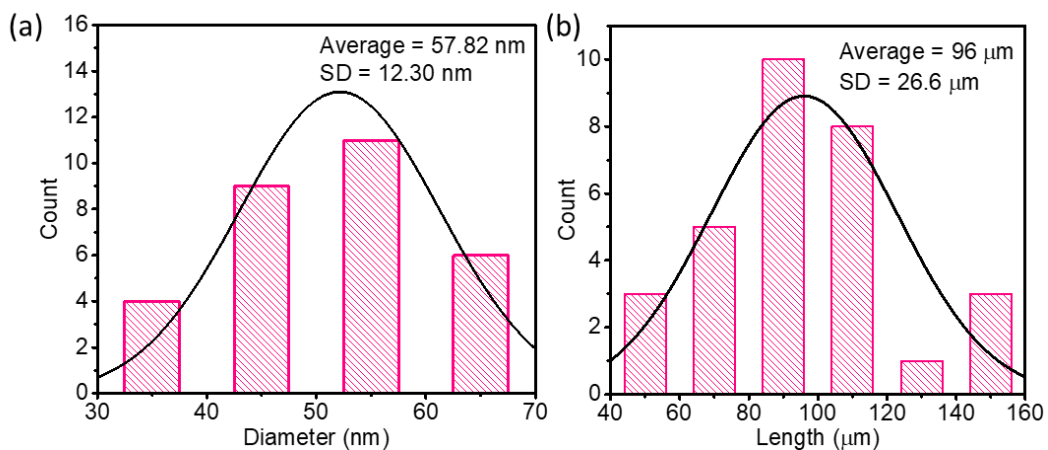 (a)
Average = 57.82 nm
SD = 12.30 nm
Count
16
14
12
10
8
6
4
2
0
30 40 50 60 70
Diameter (nm)
(b)
Average = 96 μm
SD = 26.6 μm
Count
10
8
6
4
2
0
40 60 80 100 120 140 160
Length (μm)